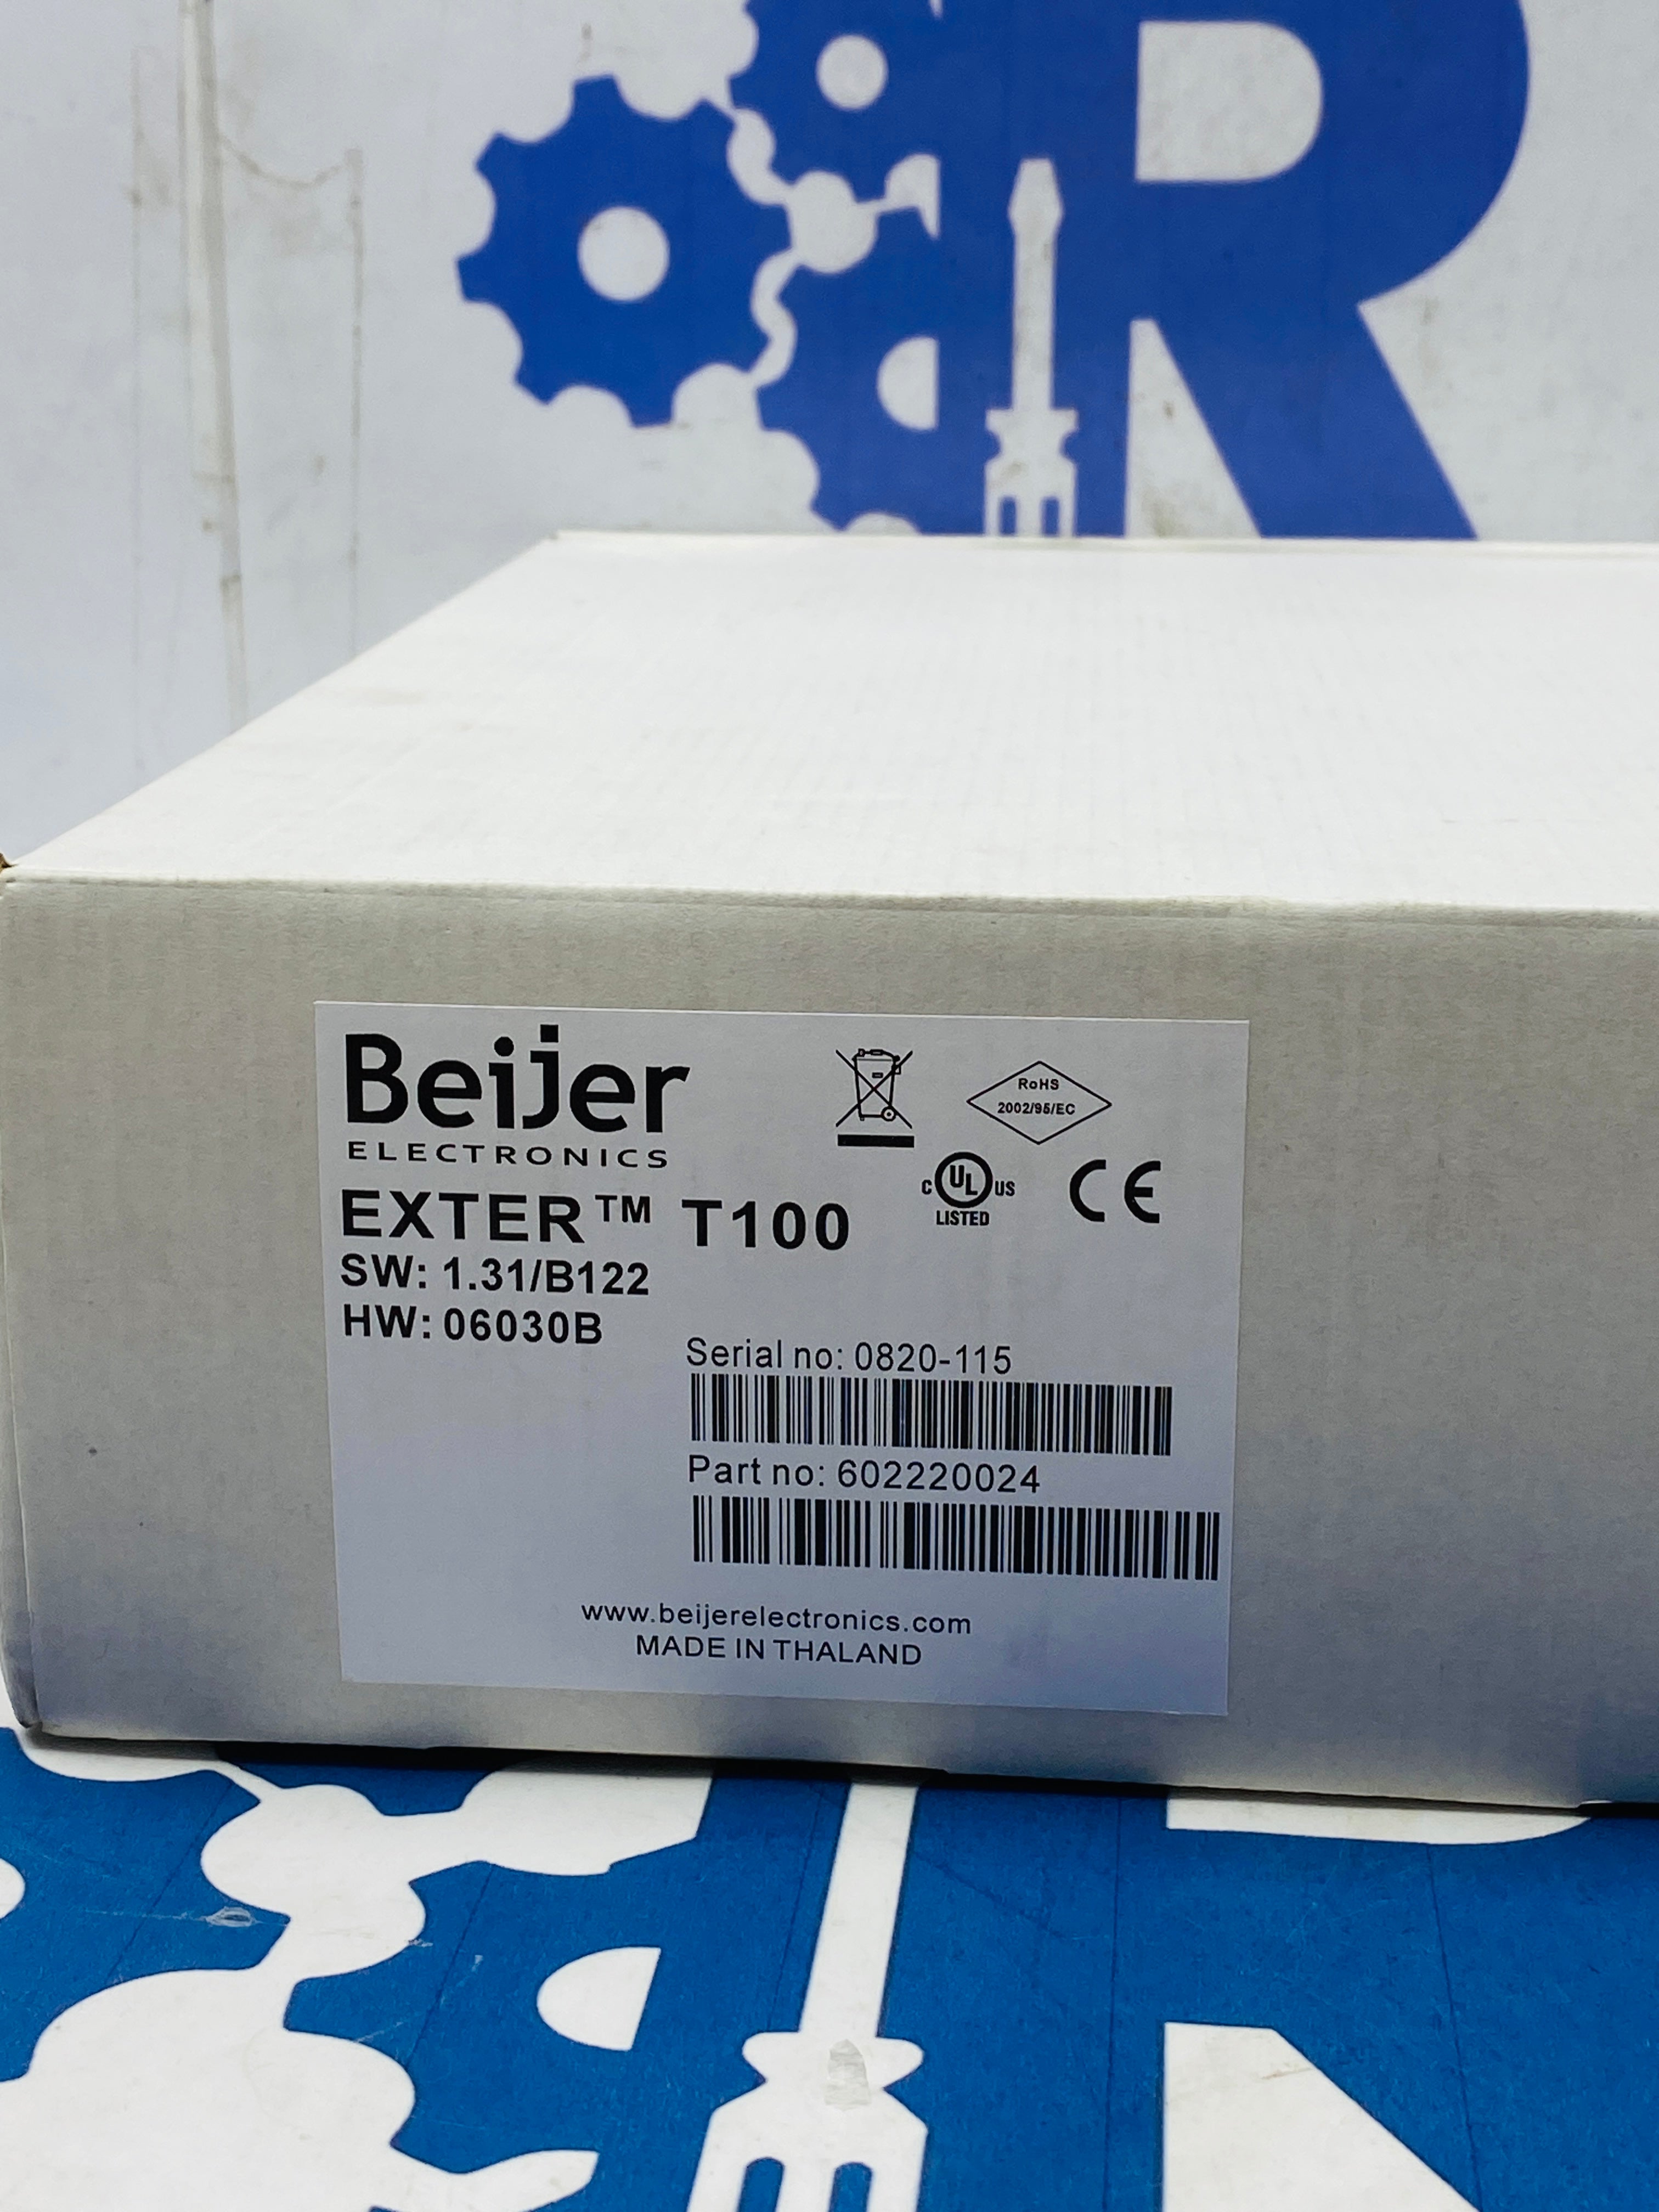 R
Beijer
ELECTRONICS
EXTER™ T100
SW: 1.31/B122
HW: 06030B
RoHS
2002/95/EC
C UL US
LISTED
CE
Serial no: 0820-115
Part no: 602220024
www.beijerelectronics.com
MADE IN THALAND